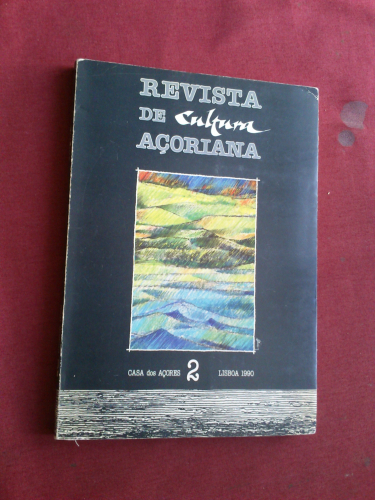 REVISTA
DE Cultura
AÇORIANA
CASA dos AÇORES 2 LISBOA 1990